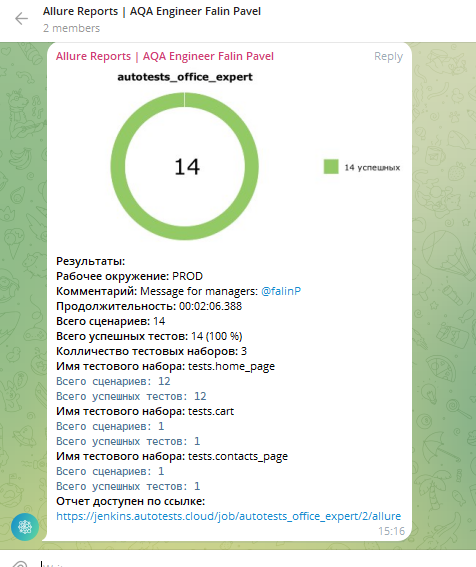 Allure Reports | AQA Engineer Falin Pavel
2 members
Allure Reports | AQA Engineer Falin Pavel
Reply
autotests_office_expert
14
14 успешных
Результаты:
Рабочее окружение: PROD
Комментарий: Message for managers: @falinP
Продолжительность: 00:02:06.388
Всего сценариев: 14
Всего успешных тестов: 14 (100 %)
Колличество тестовых наборов: 3
Имя тестового набора: tests.home_page
Всего сценариев: 12
Всего успешных тестов: 12
Имя тестового набора: tests.cart
Всего сценариев: 1
Всего успешных тестов: 1
Имя тестового набора: tests.contacts_page
Всего сценариев: 1
Всего успешных тестов: 1
Отчет доступен по ссылке:
https://jenkins.autotests.cloud/job/autotests_office_expert/2/allure
15:16